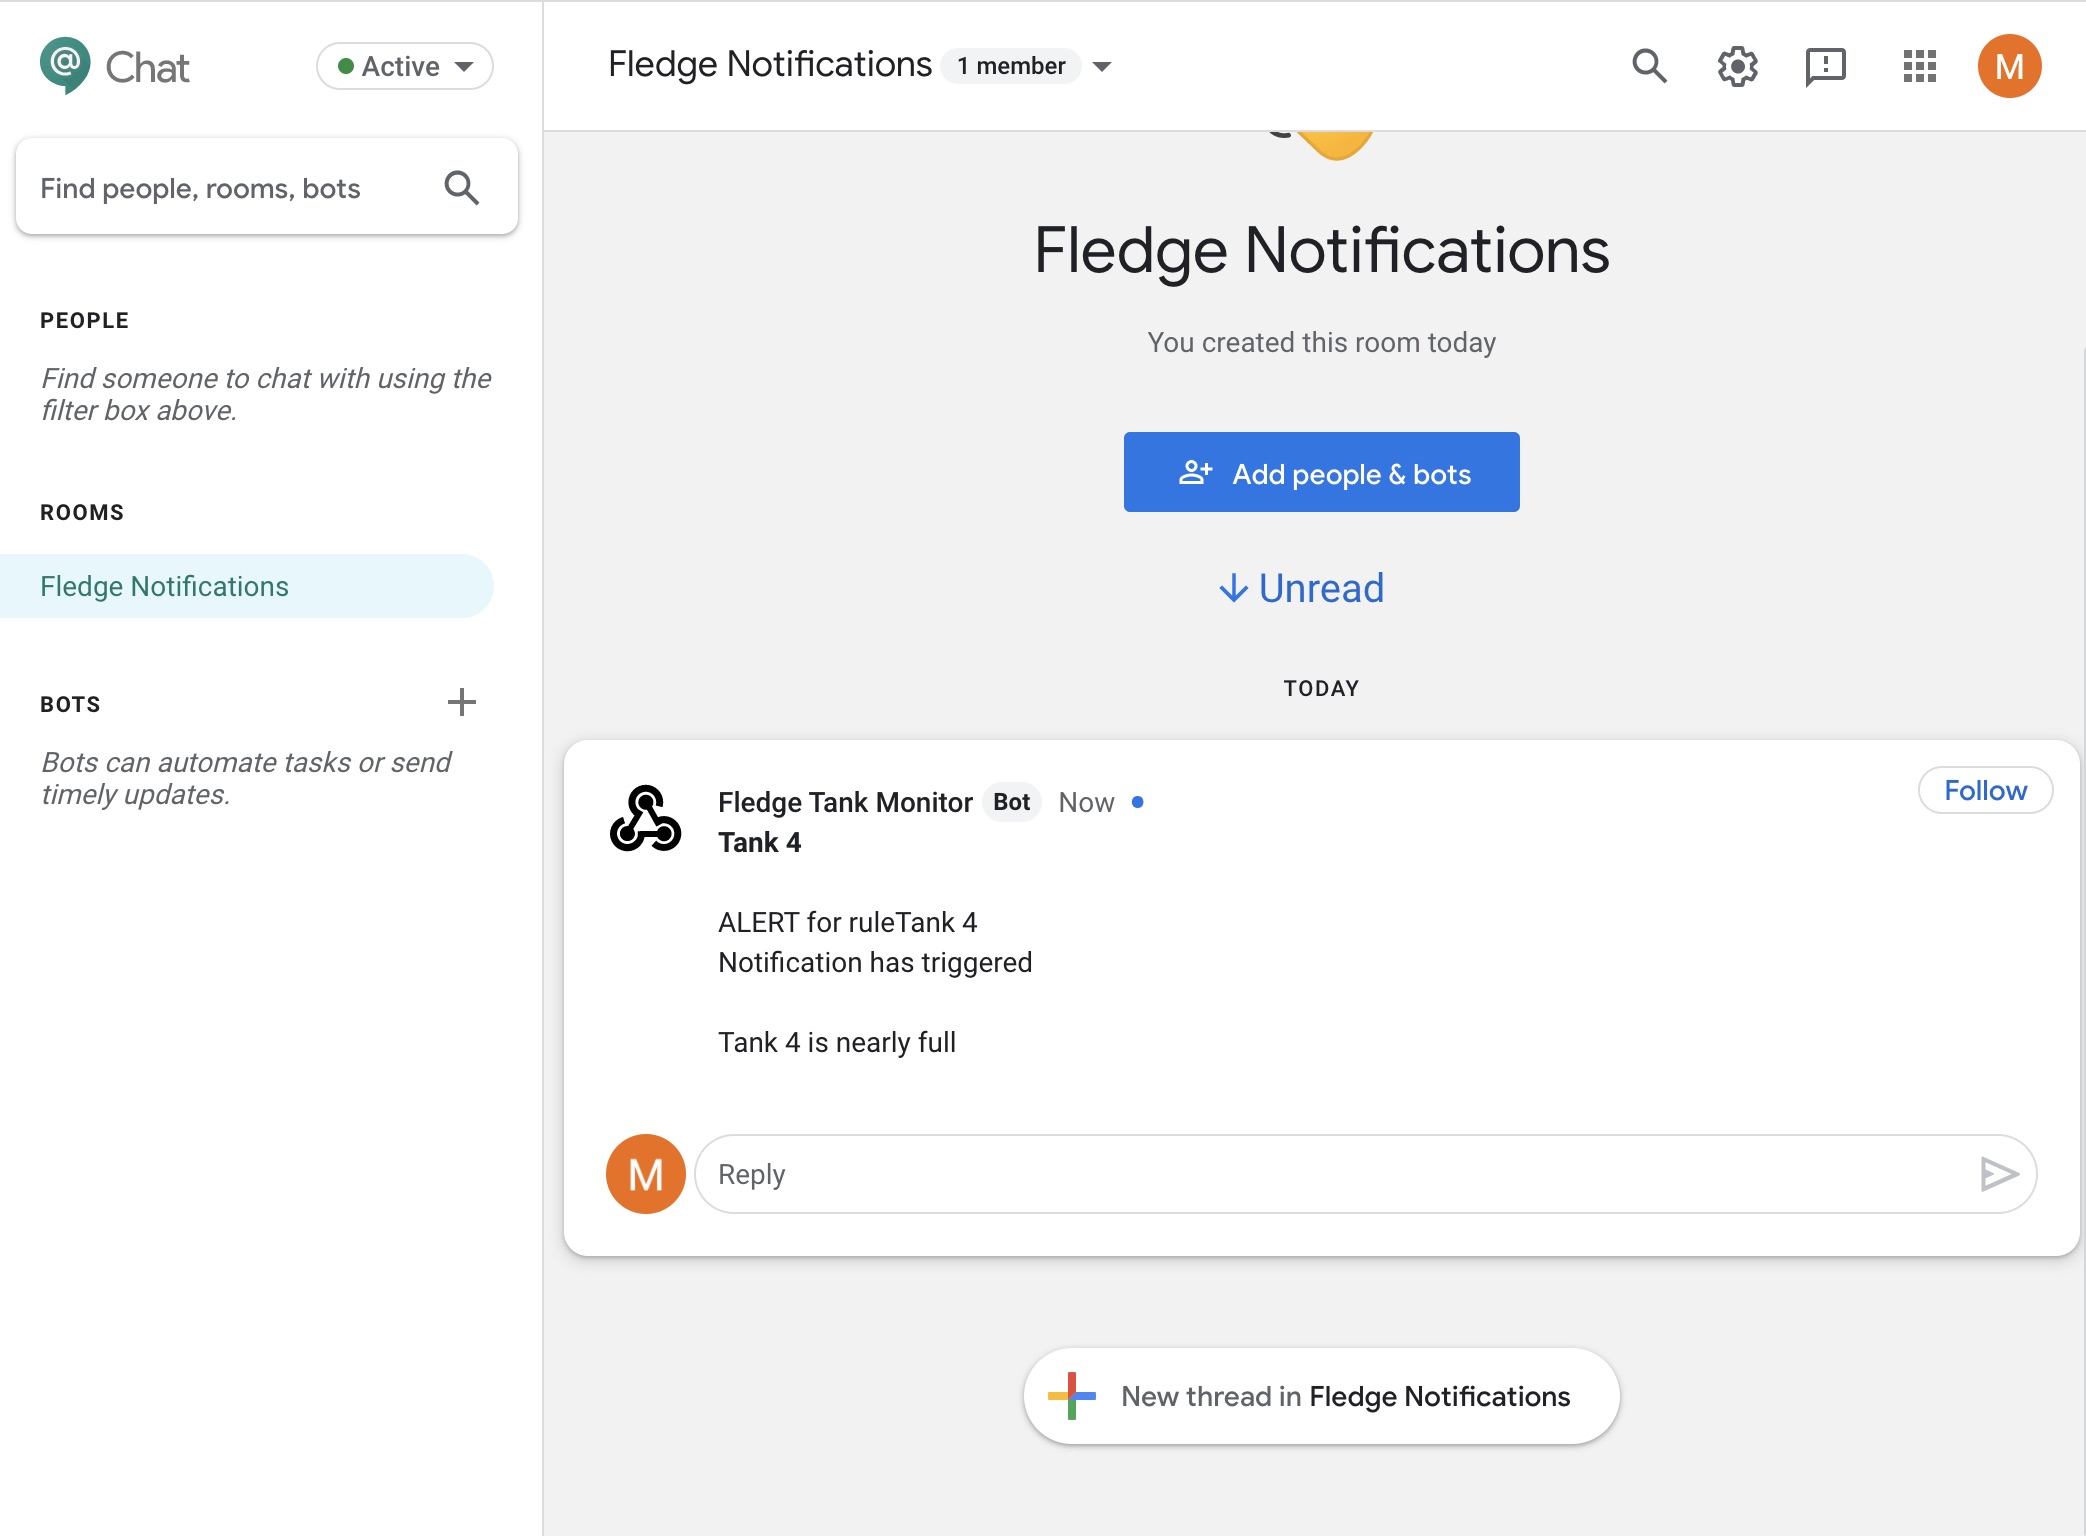 Chat
Active
Find people, rooms, bots
PEOPLE
Find someone to chat with using the
filter box above.
ROOMS
Fledge Notifications
BOTS
Bots can automate tasks or send
timely updates.
Fledge Notifications 1 member
M
Fledge Notifications
You created this room today
Add people & bots
Unread
TODAY
Fledge Tank Monitor Bot Now
Follow
Tank 4
ALERT for ruleTank 4
Notification has triggered
Tank 4 is nearly full
M Reply
New thread in Fledge Notifications